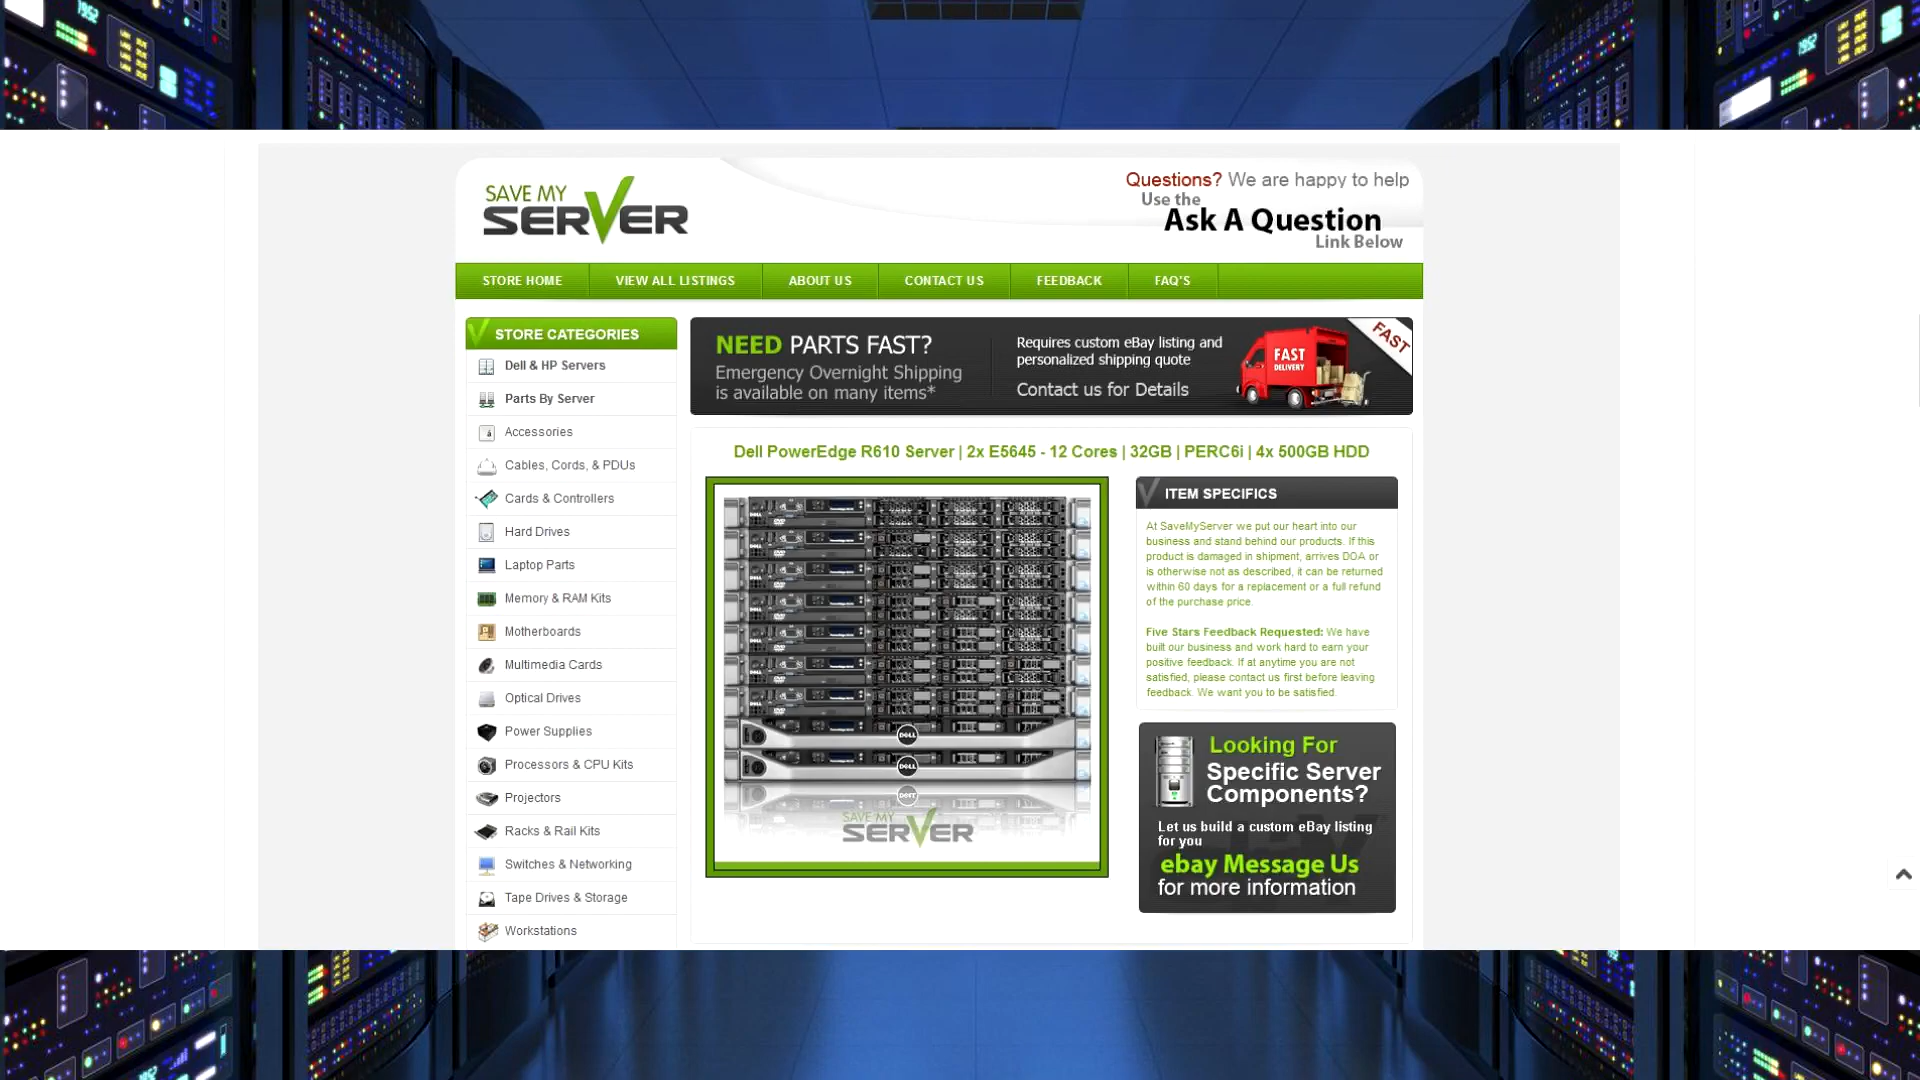 SAVE MY
SERVER
Questions? We are happy to help
Use the
Ask A Question
Link Below
STORE HOME
VIEW ALL LISTINGS
ABOUT US
CONTACT US
FEEDBACK
FAQ'S
STORE CATEGORIES
Dell & HP Servers
Parts By Server
Accessories
Cables, Cords, & PDUs
Cards & Controllers
Hard Drives
Laptop Parts
Memory & RAM Kits
Motherboards
Multimedia Cards
Optical Drives
Power Supplies
Processors & CPU Kits
Projectors
Racks & Rail Kits
Switches & Networking
Tape Drives & Storage
Workstations
NEED PARTS FAST?
Emergency Overnight Shipping
is available on many items*
Requires custom eBay listing and
personalized shipping quote
Contact us for Details
FAST
DELIVERY
FAST
Dell PowerEdge R610 Server | 2x E5645 - 12 Cores | 32GB | PERC6i | 4x 500GB HDD
DELL
DELL
SAVE MY
SERVER
ITEM SPECIFICS
At SaveMyServer we put our heart into our
business and stand behind our products. If this
product is damaged in shipment, arrives DOA or
is otherwise not as described, it can be returned
within 60 days for a replacement or a full refund
of the purchase price.
Five Stars Feedback Requested: We have
built our business and work hard to earn your
positive feedback. If at anytime you are not
satisfied, please contact us first before leaving
feedback. We want you to be satisfied.
Looking For
Specific Server
Components?
Let us build a custom eBay listing
for you
ebay Message Us
for more information